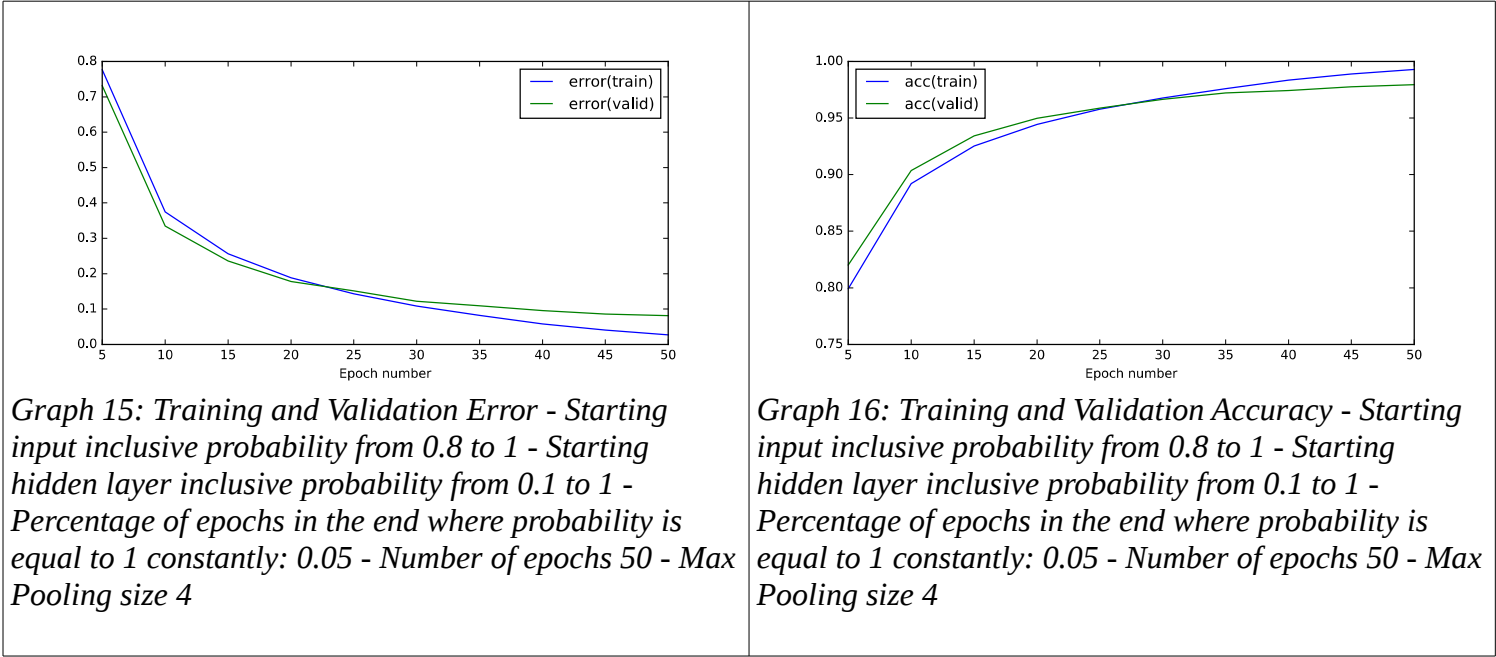 0.8
0.7
0.6
0.5
0.4
0.3
0.2
0.1
0.0
error(train)
error(valid)
5 10 15 20 25 30 35 40 45 50
Epoch number
Graph 15: Training and Validation Error - Starting
input inclusive probability from 0.8 to 1 - Starting
hidden layer inclusive probability from 0.1 to 1 -
Percentage of epochs in the end where probability is
equal to 1 constantly: 0.05 - Number of epochs 50 - Max
Pooling size 4
1.00
0.95
0.90
0.85
0.80
0.75
acc(train)
acc(valid)
5 10 15 20 25 30 35 40 45 50
Epoch number
Graph 16: Training and Validation Accuracy - Starting
input inclusive probability from 0.8 to 1 - Starting
hidden layer inclusive probability from 0.1 to 1 -
Percentage of epochs in the end where probability is
equal to 1 constantly: 0.05 - Number of epochs 50 - Max
Pooling size 4